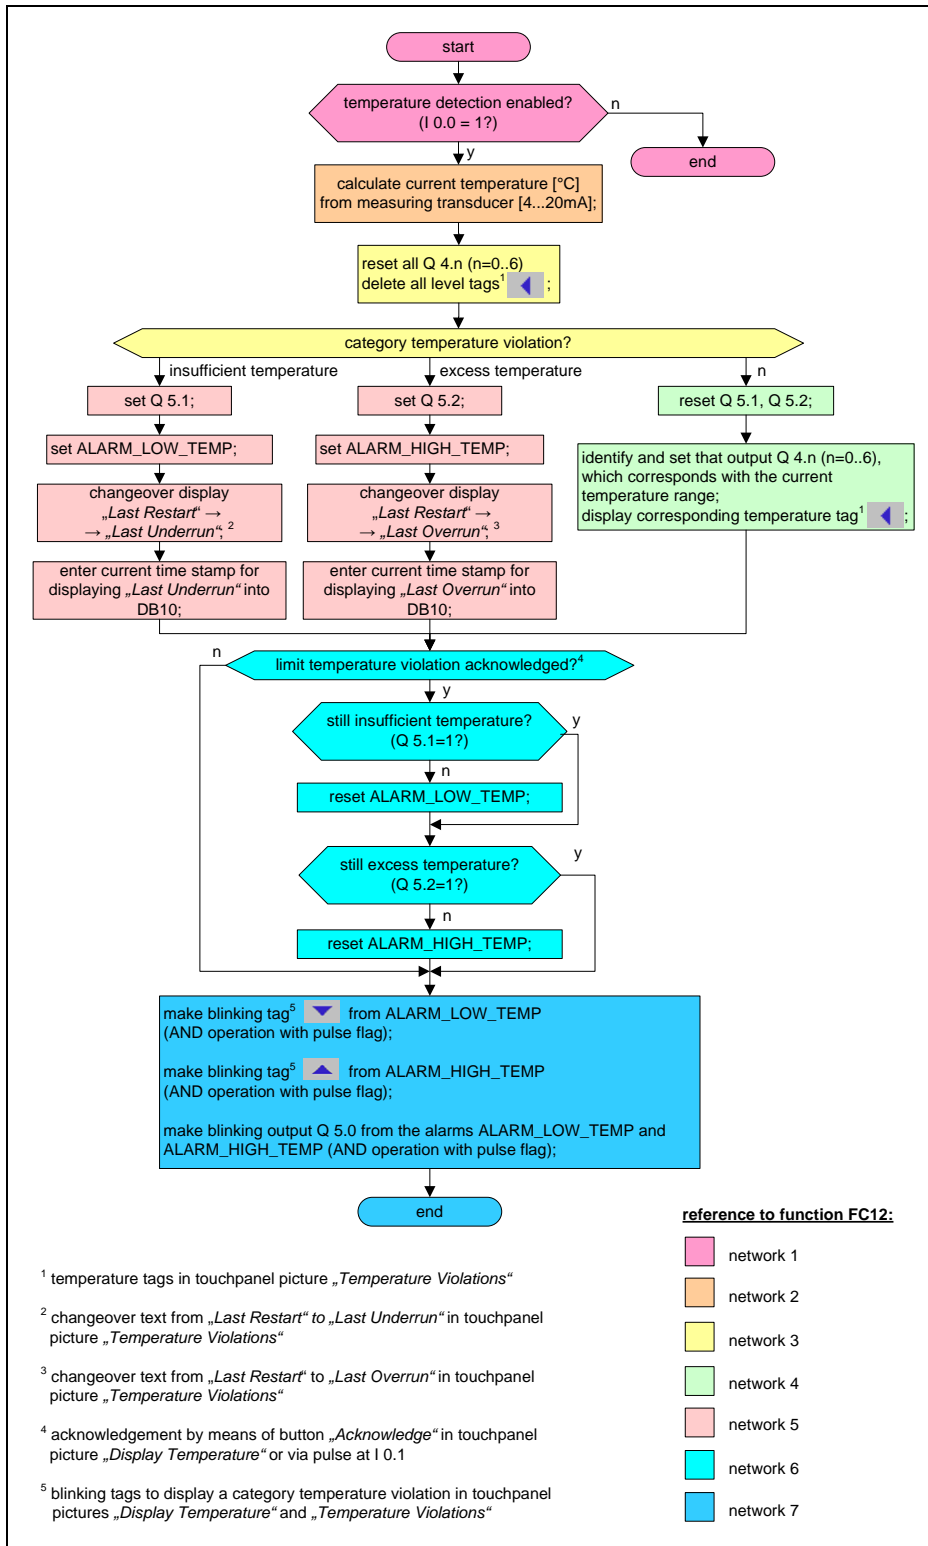 start
temperature detection enabled?
(I 0.0 = 1?)
n
end
y
calculate current temperature [°C]
from measuring transducer [4...20mA];
reset all Q 4.n (n=0..6)
delete all level tags¹ ;
category temperature violation?
insufficient temperature
excess temperature
n
set Q 5.1;
set Q 5.2;
reset Q 5.1, Q 5.2;
set ALARM_LOW_TEMP;
set ALARM_HIGH_TEMP;
identify and set that output Q 4.n (n=0..6),
which corresponds with the current
temperature range;
display corresponding temperature tag¹ ;
changeover display
„Last Restart“ →
→ „Last Underrun“; ²
changeover display
„Last Restart“ →
→ „Last Overrun“; ³
enter current time stamp for
displaying „Last Underrun“ into
DB10;
enter current time stamp for
displaying „Last Overrun“ into
DB10;
n
limit temperature violation acknowledged?⁴
y
still insufficient temperature?
(Q 5.1=1?)
y
n
reset ALARM_LOW_TEMP;
still excess temperature?
(Q 5.2=1?)
y
n
reset ALARM_HIGH_TEMP;
make blinking tag⁵ from ALARM_LOW_TEMP
(AND operation with pulse flag);
make blinking tag⁵ from ALARM_HIGH_TEMP
(AND operation with pulse flag);
make blinking output Q 5.0 from the alarms ALARM_LOW_TEMP and
ALARM_HIGH_TEMP (AND operation with pulse flag);
end
reference to function FC12:
network 1
network 2
network 3
network 4
network 5
network 6
network 7
¹ temperature tags in touchpanel picture „Temperature Violations“
² changeover text from „Last Restart“ to „Last Underrun“ in touchpanel
picture „Temperature Violations“
³ changeover text from „Last Restart“ to „Last Overrun“ in touchpanel
picture „Temperature Violations“
⁴ acknowledgement by means of button „Acknowledge“ in touchpanel
picture „Display Temperature“ or via pulse at I 0.1
⁵ blinking tags to display a category temperature violation in touchpanel
pictures „Display Temperature“ and „Temperature Violations“